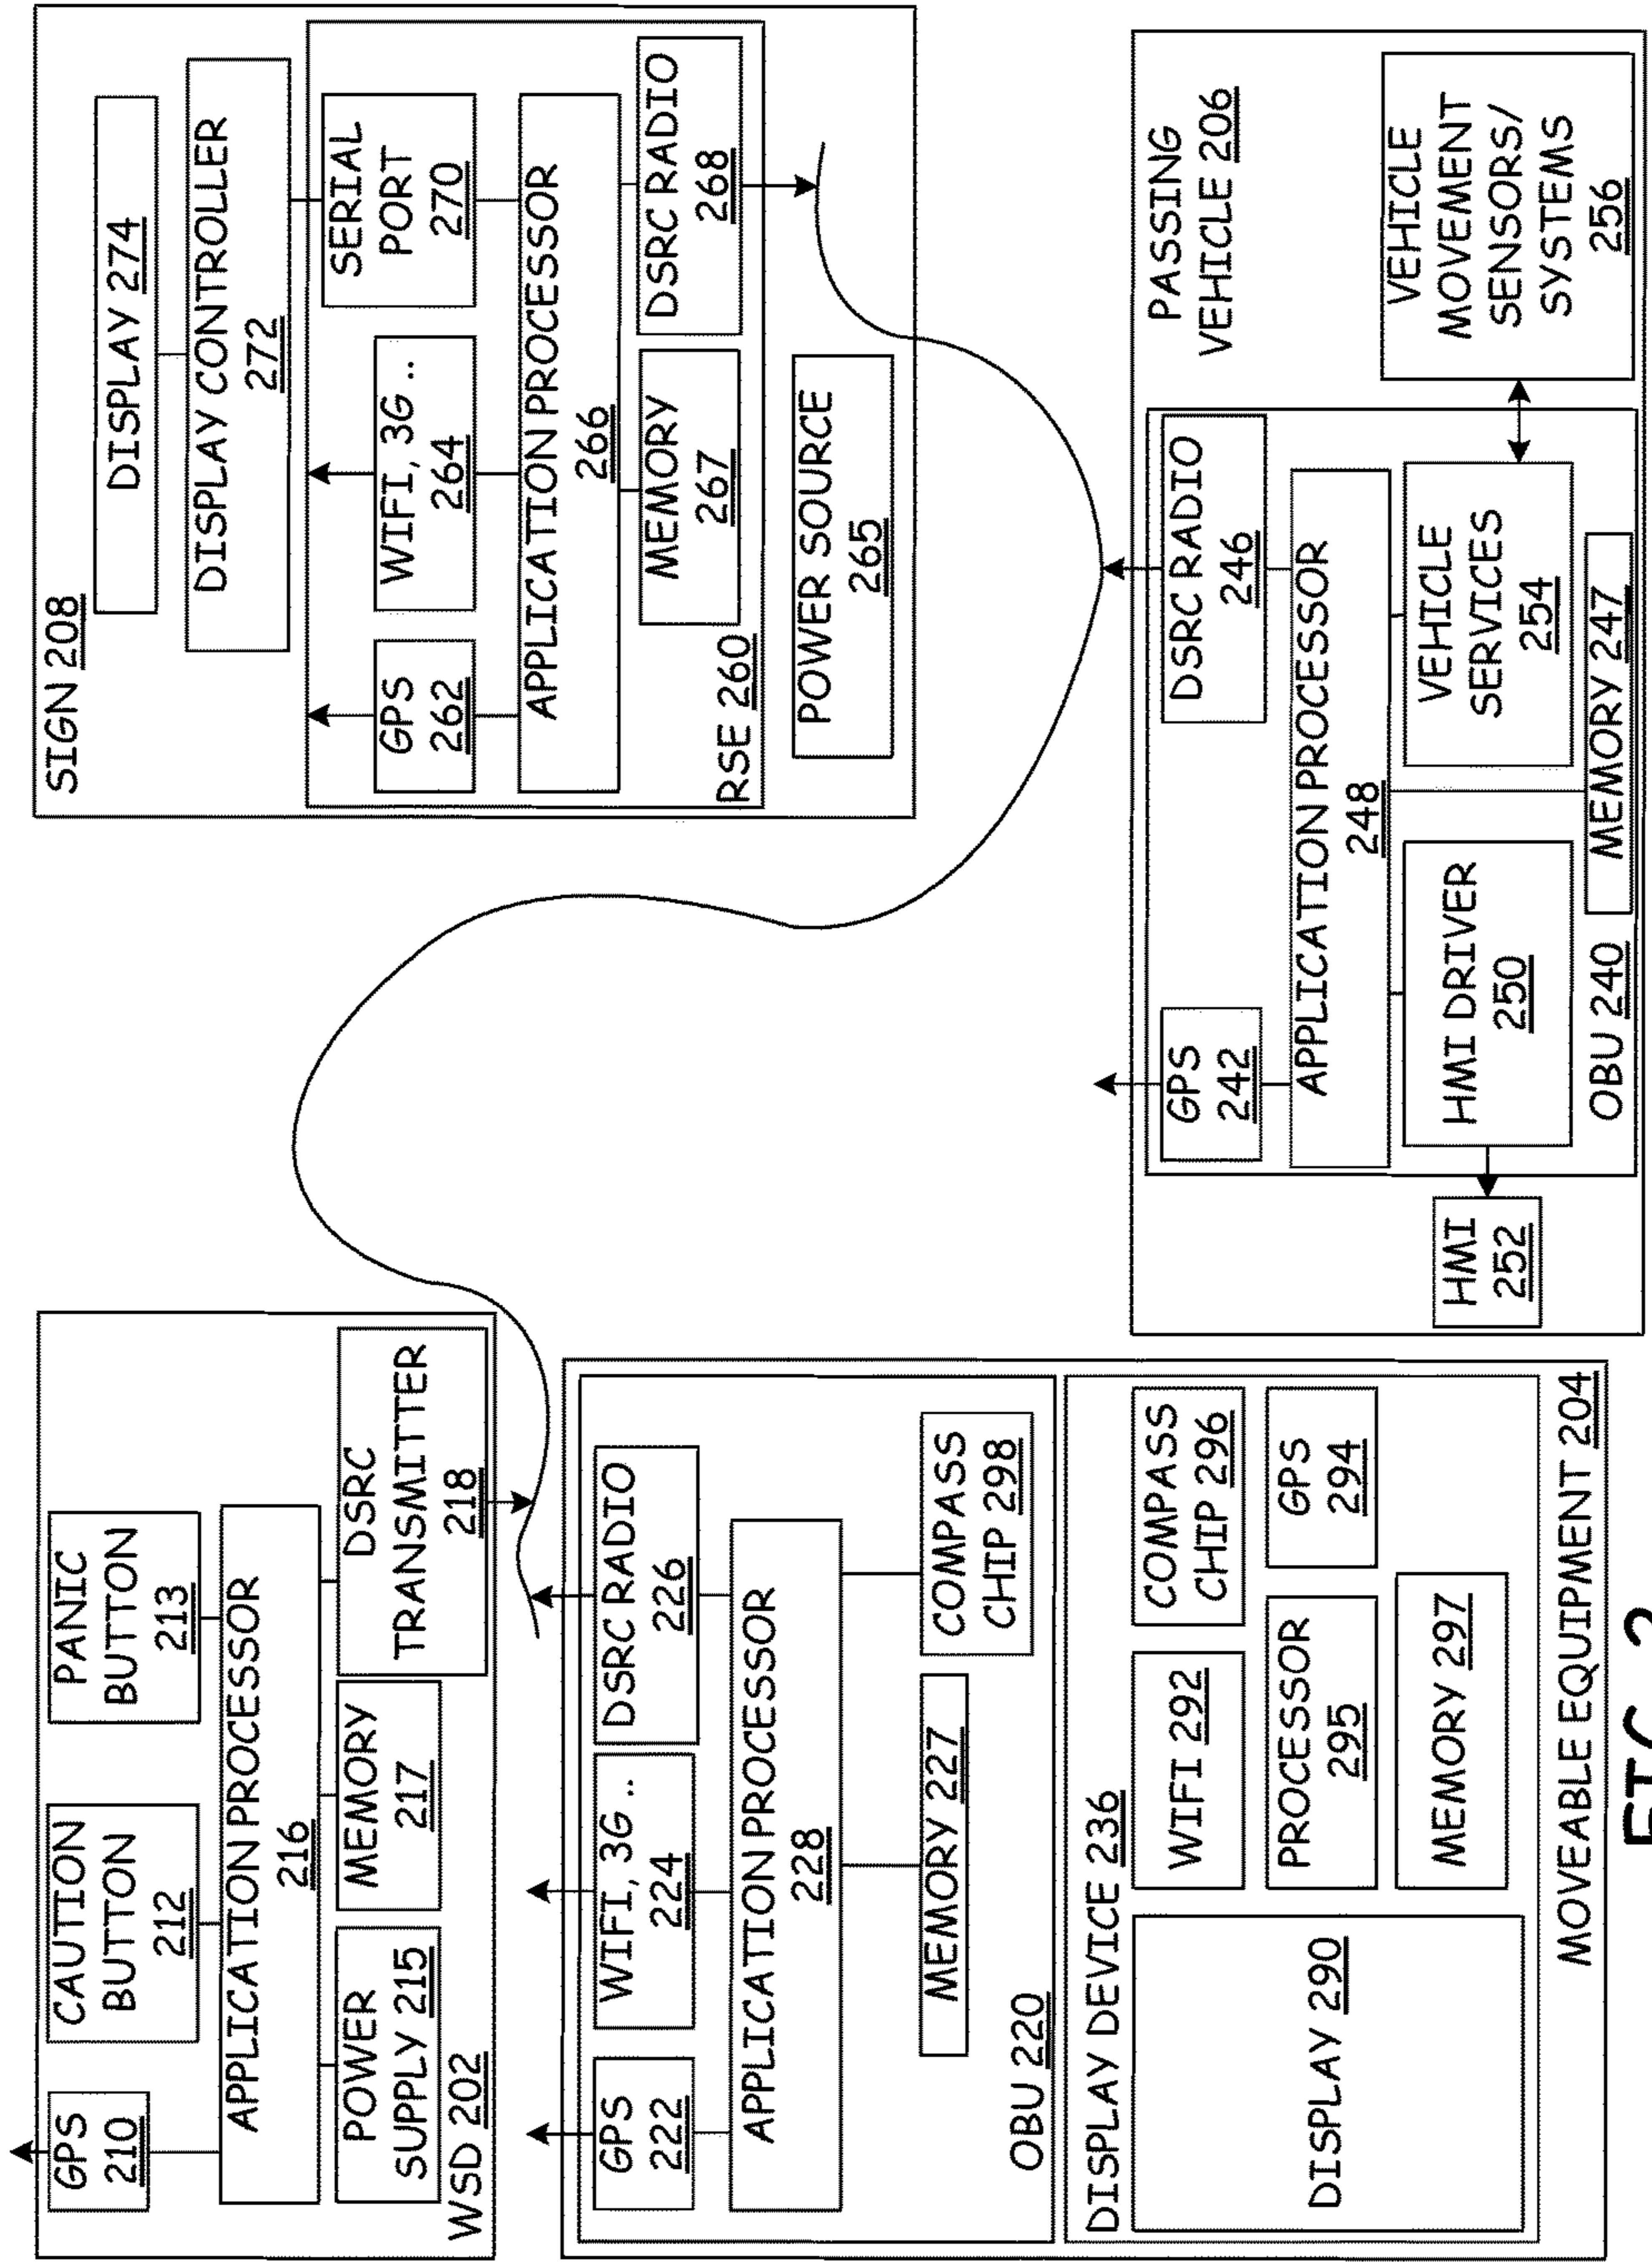 GPS
210
CAUTION
BUTTON
212
PANIC
BUTTON
213
APPLICATION PROCESSOR
216
POWER
SUPPLY 215
MEMORY
217
DSRC
TRANSMITTER
218
WSD 202
GPS
222
WIFI, 3G ..
224
DSRC RADIO
226
APPLICATION PROCESSOR
228
MEMORY 227
COMPASS
CHIP 298
OBU 220
DISPLAY DEVICE 236
DISPLAY 290
WIFI 292
COMPASS
CHIP 296
PROCESSOR
295
GPS
294
MEMORY 297
MOVEABLE EQUIPMENT 204
SIGN 208
DISPLAY 274
DISPLAY CONTROLLER
272
GPS
262
WIFI, 3G ..
264
SERIAL
PORT
270
APPLICATION PROCESSOR
266
MEMORY
267
DSRC RADIO
268
RSE 260
POWER SOURCE
265
PASSING
VEHICLE 206
GPS
242
DSRC RADIO
246
APPLICATION PROCESSOR
248
HMI
252
HMI DRIVER
250
VEHICLE
SERVICES
254
VEHICLE
MOVEMENT
SENSORS/
SYSTEMS
256
OBU 240
MEMORY 247
FIG. 2